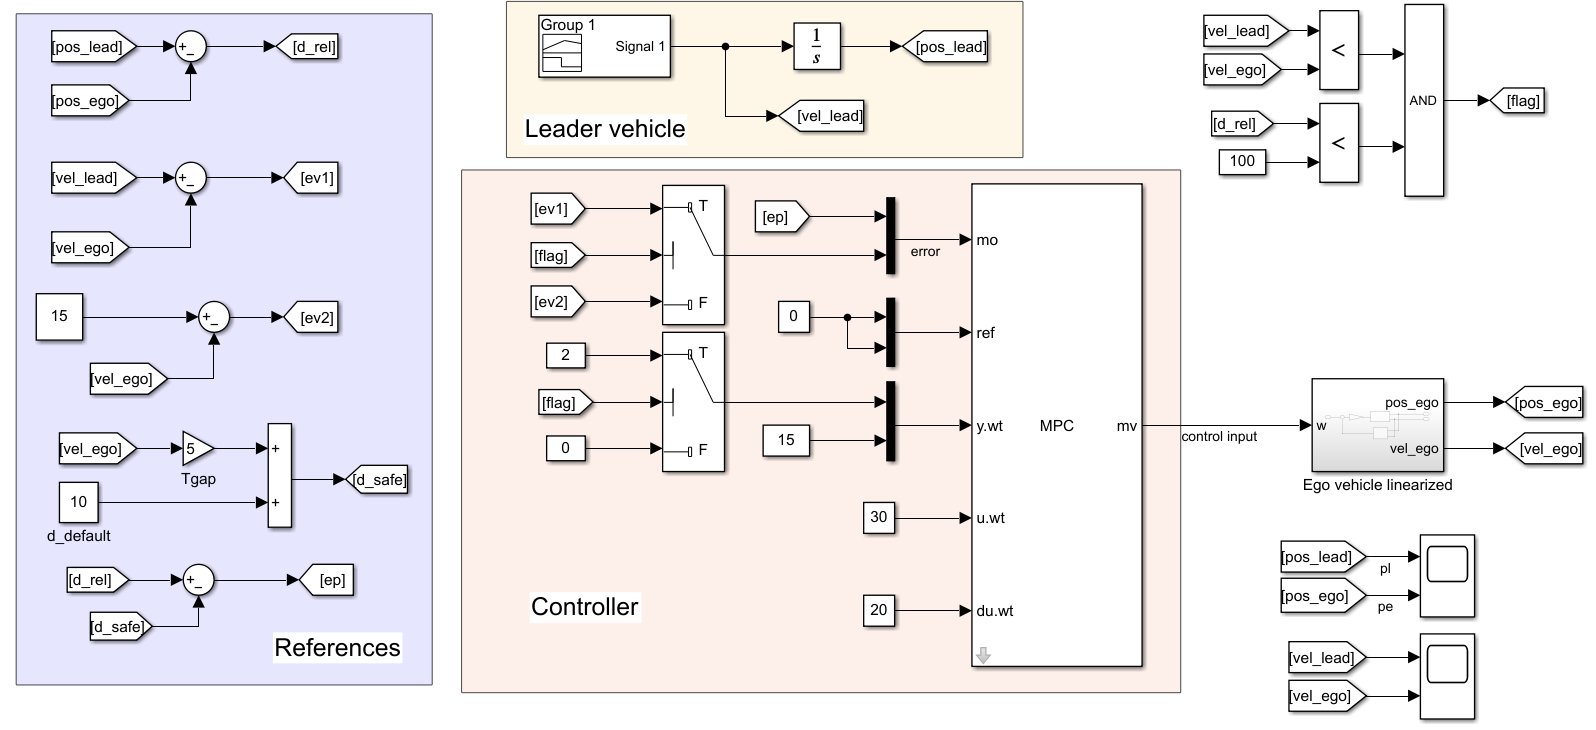 [pos_lead]
+
−
[d_rel]
[pos_ego]
[vel_lead]
+
−
[ev1]
[vel_ego]
15
+
−
[ev2]
[vel_ego]
[vel_ego]
5
Tgap
+
+
[d_safe]
10
d_default
[d_rel]
+
−
[ep]
[d_safe]
References
Group 1
Signal 1
1
s
[pos_lead]
[vel_lead]
Leader vehicle
[ev1]
T
[flag]
[ev2]
F
2
T
[flag]
0
F
[ep]
error
0
15
30
20
mo
ref
y.wt
u.wt
du.wt
MPC
mv
Controller
control input
[vel_lead]
[vel_ego]
<
[d_rel]
100
<
AND
[flag]
w
pos_ego
vel_ego
Ego vehicle linearized
[pos_ego]
[vel_ego]
[pos_lead]
pl
[pos_ego]
pe
[vel_lead]
[vel_ego]